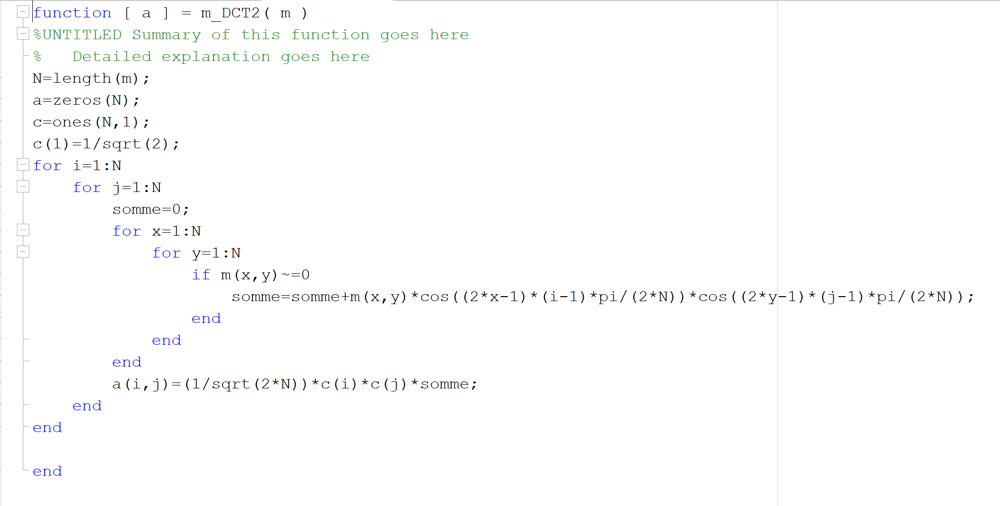 function [ a ] = m_DCT2( m )
%UNTITLED Summary of this function goes here
%   Detailed explanation goes here
N=length(m);
a=zeros(N);
c=ones(N,1);
c(1)=1/sqrt(2);
for i=1:N
    for j=1:N
        somme=0;
        for x=1:N
            for y=1:N
                if m(x,y)~=0
                    somme=somme+m(x,y)*cos((2*x-1)*(i-1)*pi/(2*N))*cos((2*y-1)*(j-1)*pi/(2*N));
                end
            end
        end
        a(i,j)=(1/sqrt(2*N))*c(i)*c(j)*somme;
    end
end
end